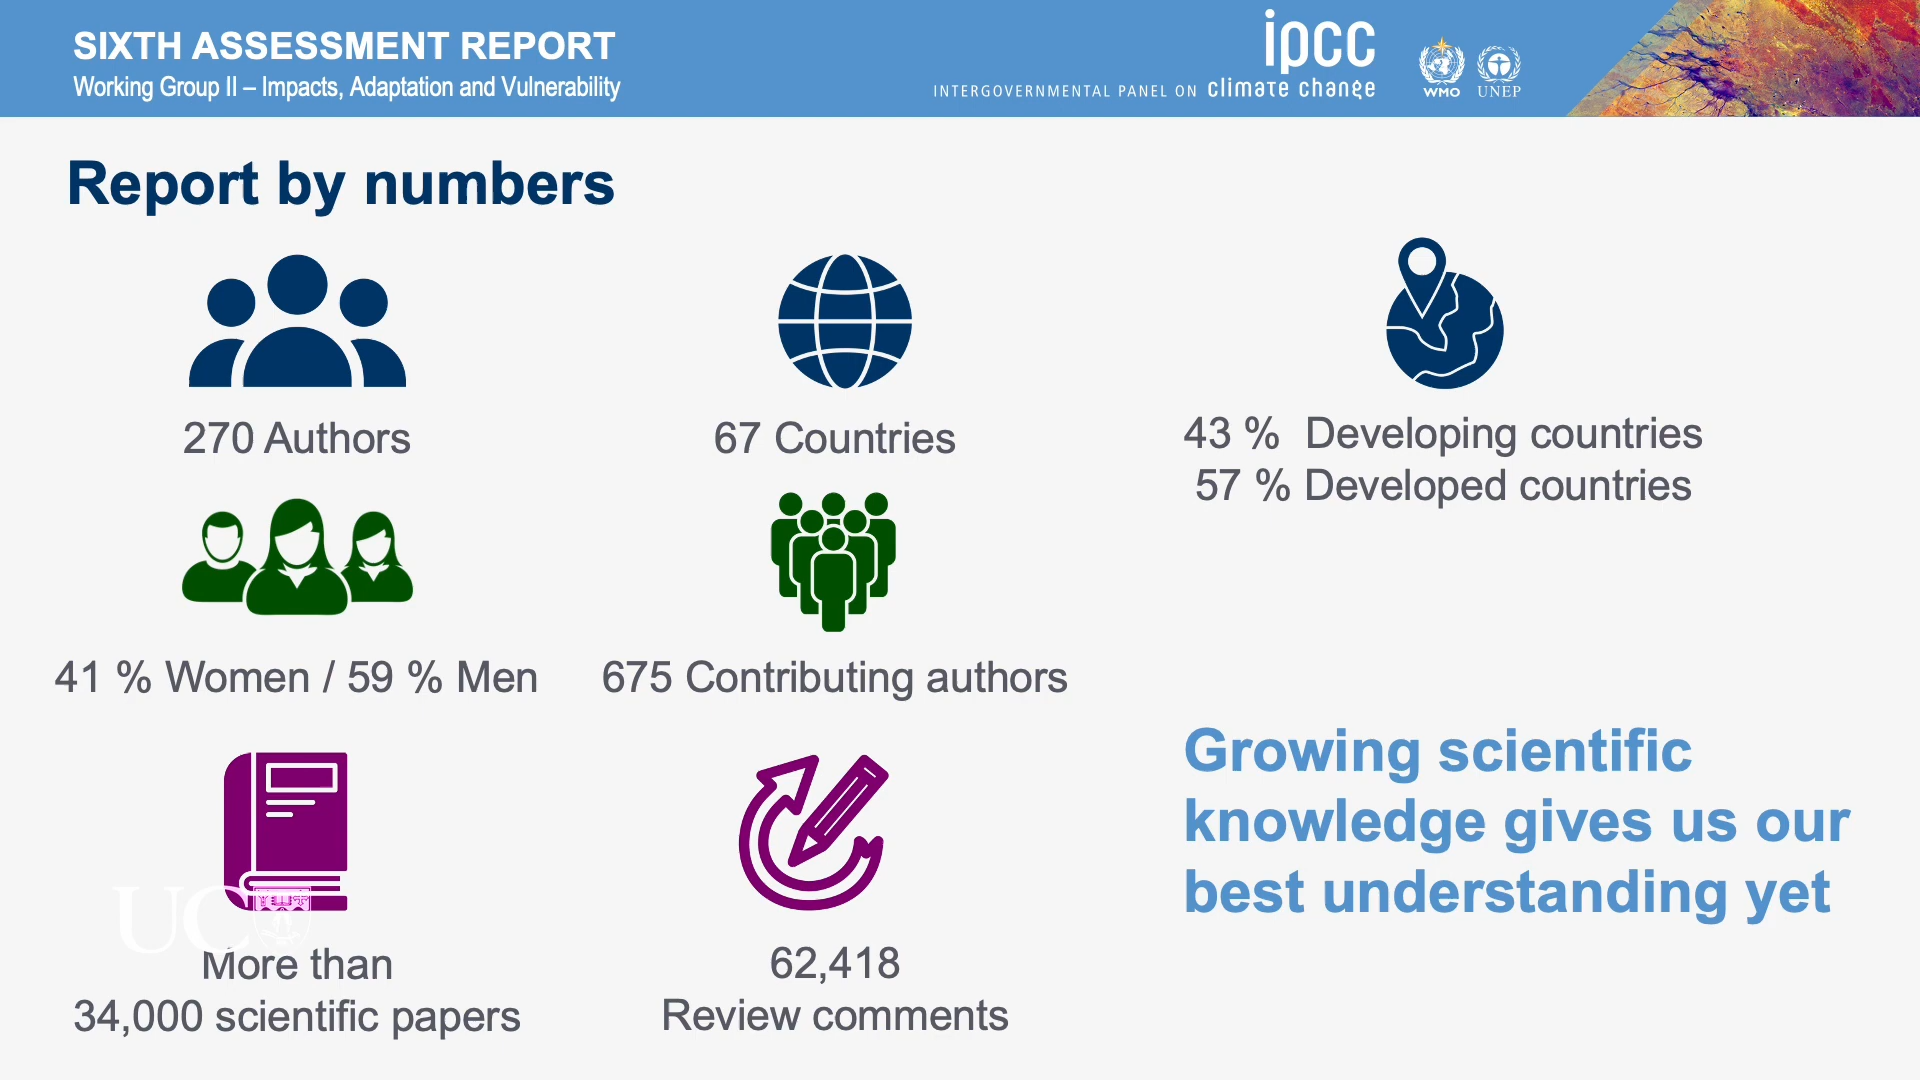 SIXTH ASSESSMENT REPORT
Working Group II – Impacts, Adaptation and Vulnerability
ipcc
INTERGOVERNMENTAL PANEL ON climate change
WMO
UNEP
Report by numbers
270 Authors
67 Countries
43 % Developing countries
57 % Developed countries
41 % Women / 59 % Men
675 Contributing authors
More than
34,000 scientific papers
62,418
Review comments
Growing scientific
knowledge gives us our
best understanding yet
UC